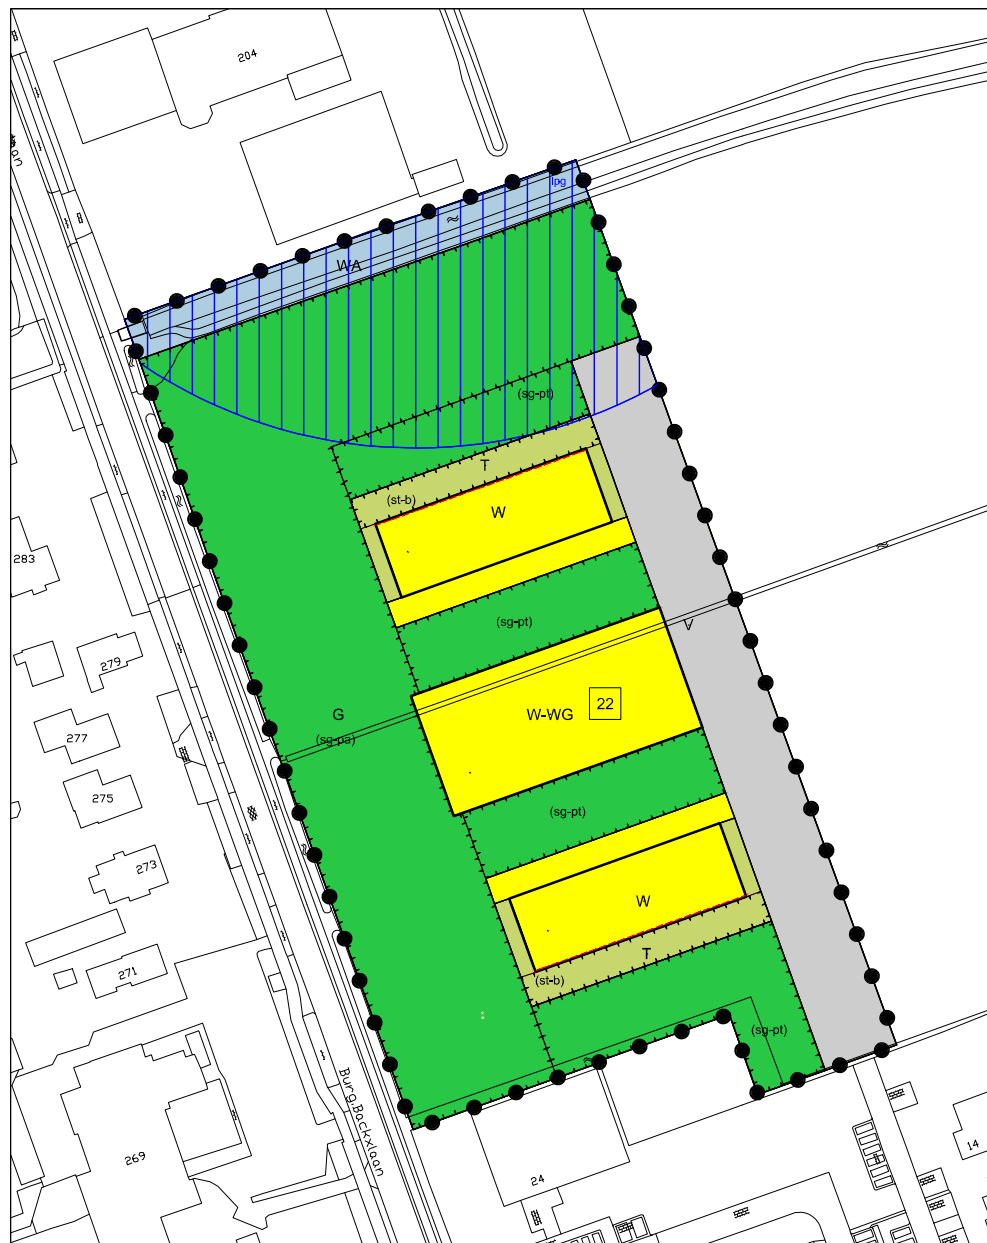 204
lpg
WA
(sg-pt)
T
(st-b)
W
283
(sg-pt)
V
279
22
W-WG
G
277
(sg-pa)
275
(sg-pt)
273
W
T
271
(st-b)
(sg-pt)
Burg.Backxlaan
269
24
14